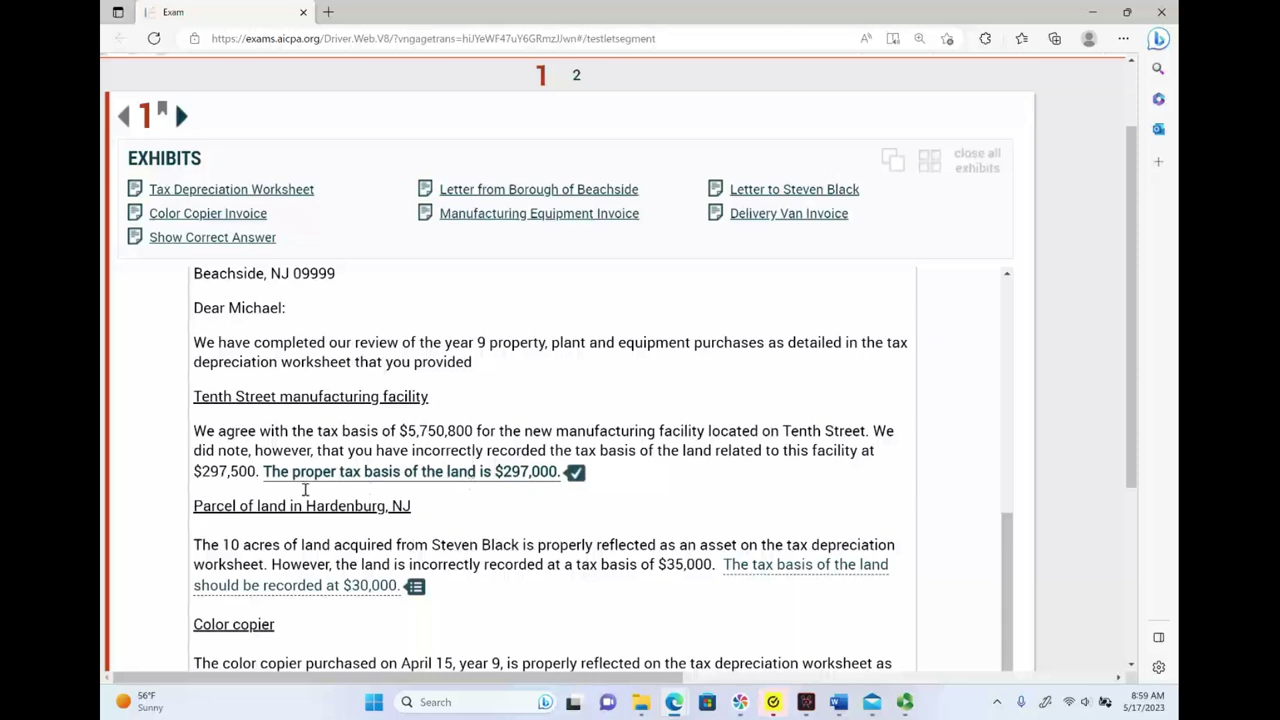 Exam
https://exams.aicpa.org/Driver.Web.V8/?vngagetrans=hiJYeWF47uY6GRmzJJwn#/testletsegment
1 2
1
EXHIBITS
close all exhibits
Tax Depreciation Worksheet
Letter from Borough of Beachside
Letter to Steven Black
Color Copier Invoice
Manufacturing Equipment Invoice
Delivery Van Invoice
Show Correct Answer
Beachside, NJ 09999
Dear Michael:
We have completed our review of the year 9 property, plant and equipment purchases as detailed in the tax
depreciation worksheet that you provided
Tenth Street manufacturing facility
We agree with the tax basis of $5,750,800 for the new manufacturing facility located on Tenth Street. We
did note, however, that you have incorrectly recorded the tax basis of the land related to this facility at
$297,500. The proper tax basis of the land is $297,000.
Parcel of land in Hardenburg, NJ
The 10 acres of land acquired from Steven Black is properly reflected as an asset on the tax depreciation
worksheet. However, the land is incorrectly recorded at a tax basis of $35,000. The tax basis of the land
should be recorded at $30,000.
Color copier
The color copier purchased on April 15, year 9, is properly reflected on the tax depreciation worksheet as
56°F
Sunny
Search
8:59 AM
5/17/2023